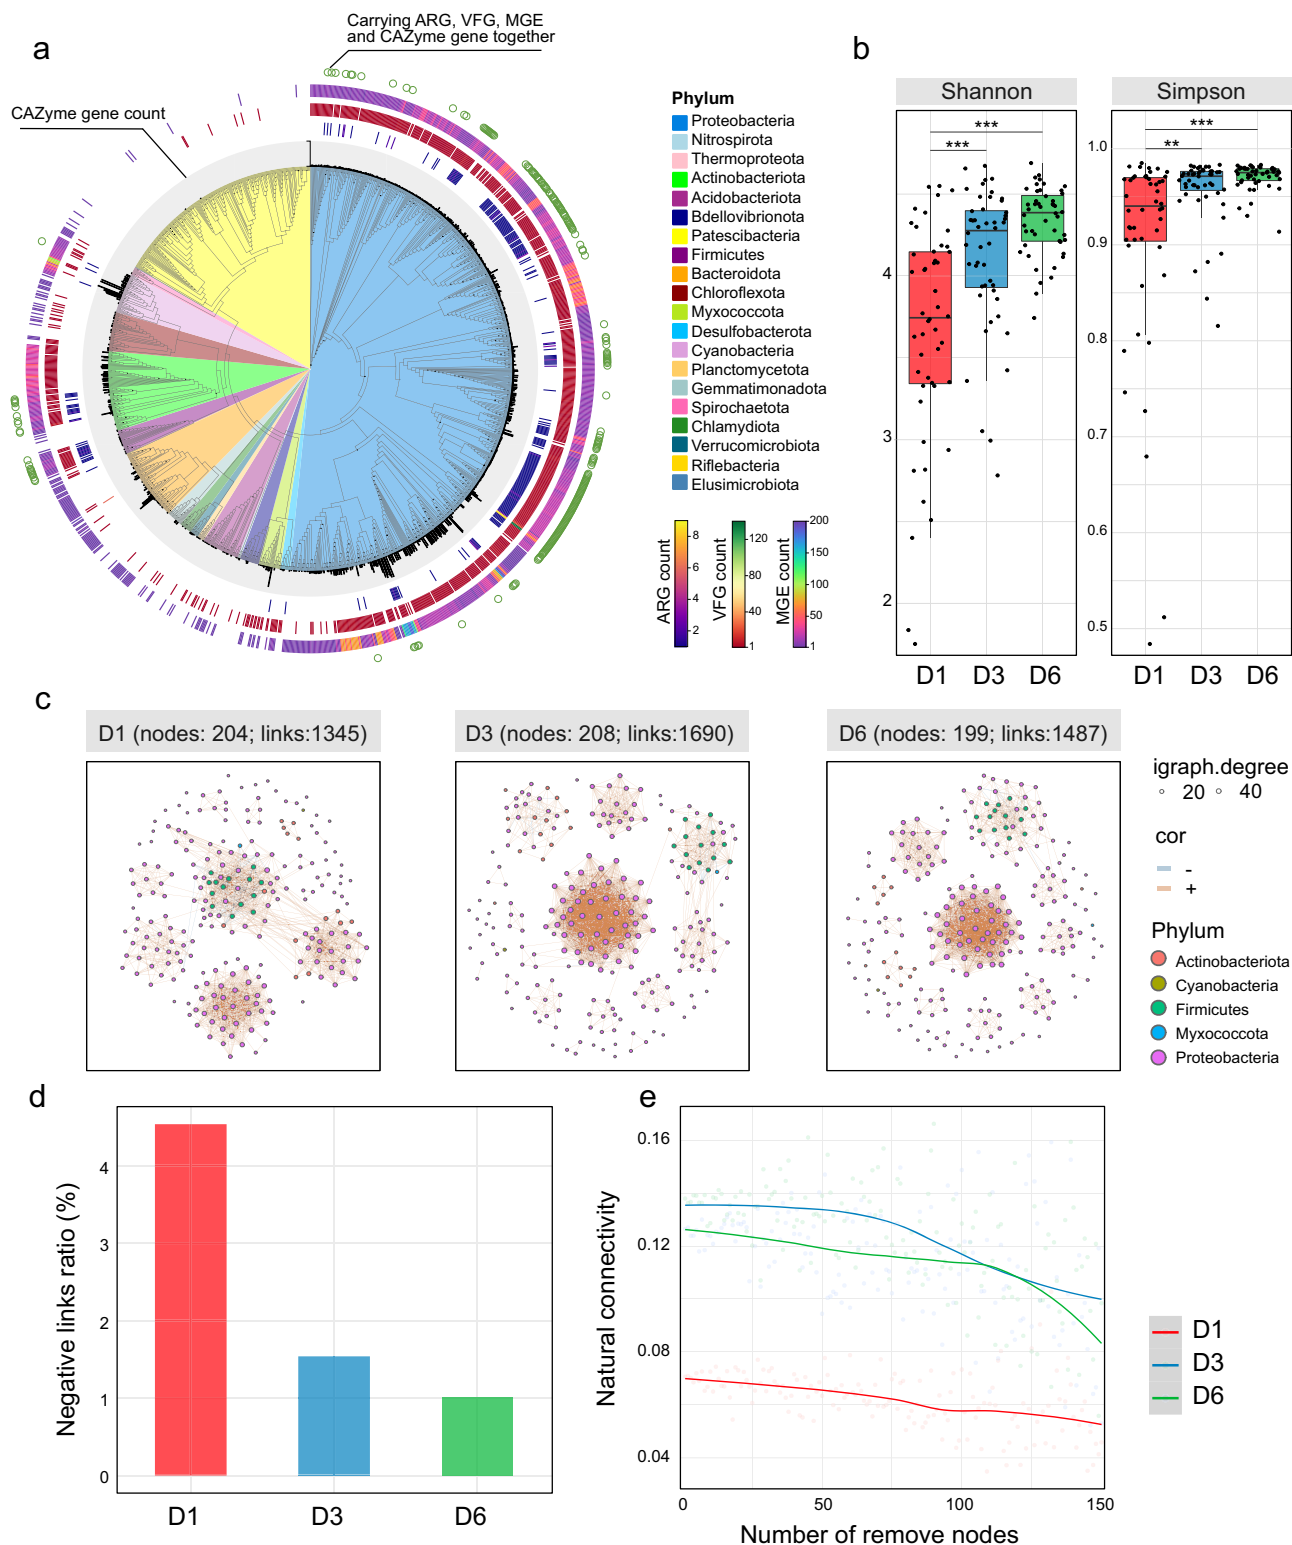 a
Carrying ARG, VFG, MGE
and CAZyme gene together
CAZyme gene count
Phylum
Proteobacteria
Nitrospirota
Thermoproteota
Actinobacteriota
Acidobacteriota
Bdellovibrionota
Patescibacteria
Firmicutes
Bacteroidota
Chloroflexota
Myxococcota
Desulfobacterota
Cyanobacteria
Planctomycetota
Gemmatimonadota
Spirochaetota
Chlamydiota
Verrucomicrobiota
Riflebacteria
Elusimicrobiota
ARG count
8
6
4
2
VFG count
120
80
40
1
MGE count
200
150
100
50
1
b
Shannon
Simpson
***
***
***
**
4
3
2
1.0
0.9
0.8
0.7
0.6
0.5
D1 D3 D6
D1 D3 D6
c
D1 (nodes: 204; links:1345)
D3 (nodes: 208; links:1690)
D6 (nodes: 199; links:1487)
igraph.degree
20 40
cor
-
+
Phylum
Actinobacteriota
Cyanobacteria
Firmicutes
Myxococcota
Proteobacteria
d
Negative links ratio (%)
4
3
2
1
0
D1 D3 D6
e
Natural connectivity
0.16
0.12
0.08
0.04
0 50 100 150
Number of remove nodes
D1
D3
D6